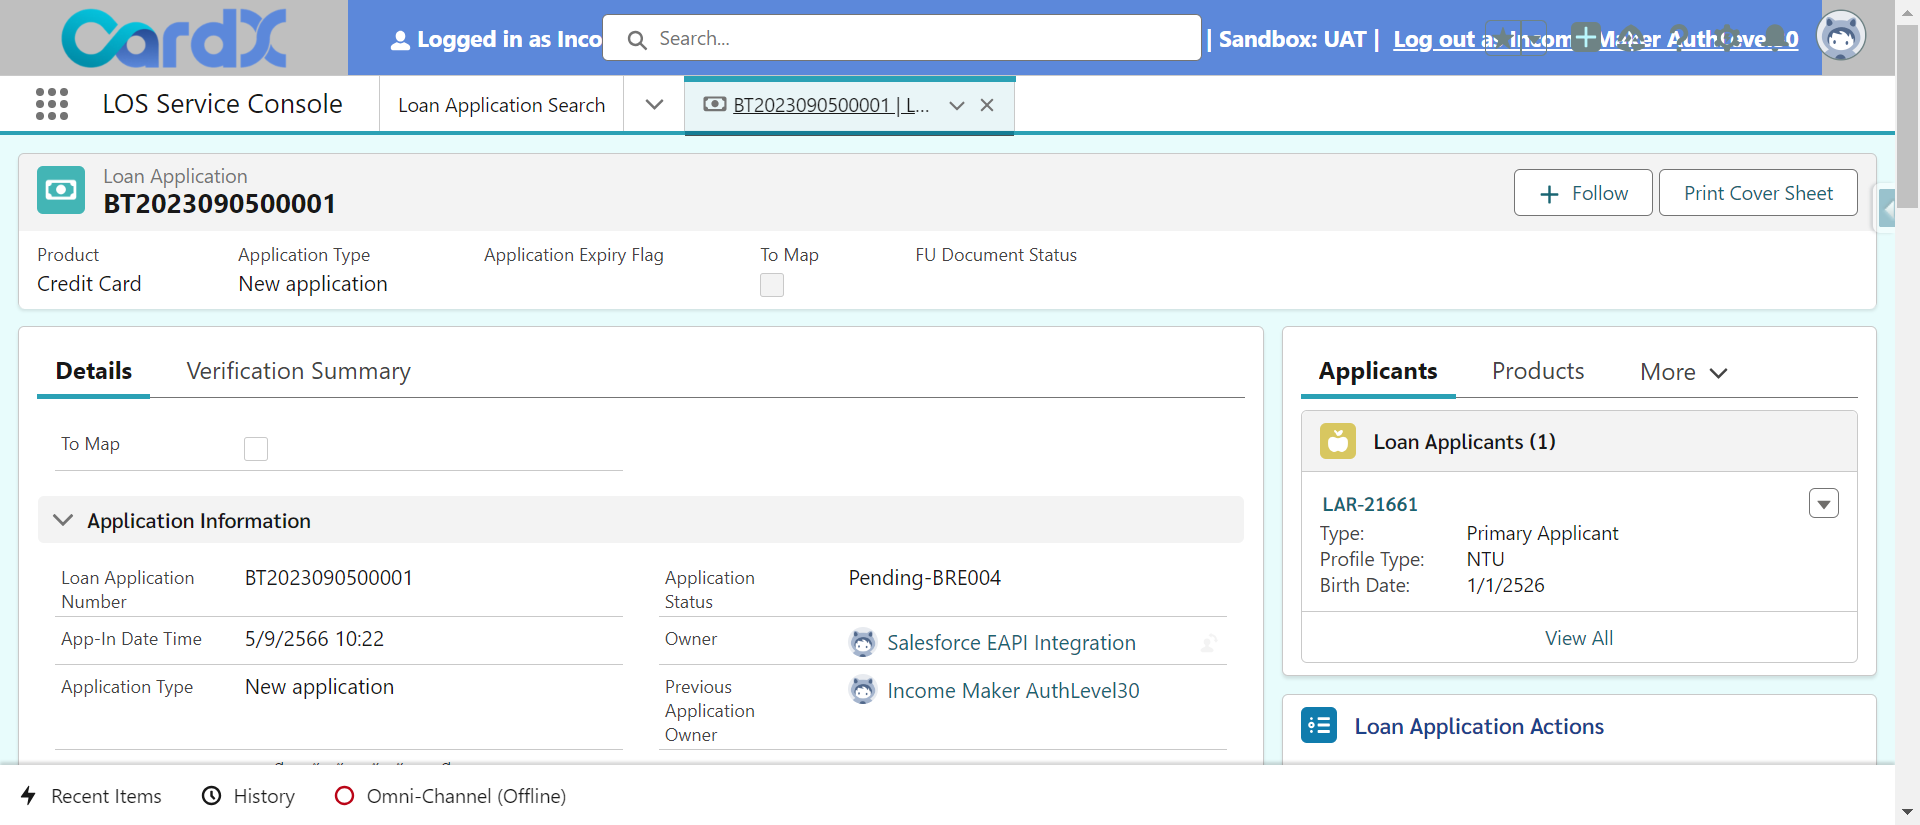 CardX
Logged in as Inco
Search...
| Sandbox: UAT |
Log out as Incom
Maker AuthLevel30
LOS Service Console
Loan Application Search
BT2023090500001 | L...
Loan Application
BT2023090500001
Follow
Print Cover Sheet
Product
Application Type
Application Expiry Flag
To Map
FU Document Status
Credit Card
New application
Details
Verification Summary
To Map
Application Information
Loan Application Number
BT2023090500001
Application Status
Pending-BRE004
App-In Date Time
5/9/2566 10:22
Owner
Salesforce EAPI Integration
Application Type
New application
Previous Application Owner
Income Maker AuthLevel30
Applicants
Products
More
Loan Applicants (1)
LAR-21661
Type:
Primary Applicant
Profile Type:
NTU
Birth Date:
1/1/2526
View All
Loan Application Actions
Recent Items
History
Omni-Channel (Offline)